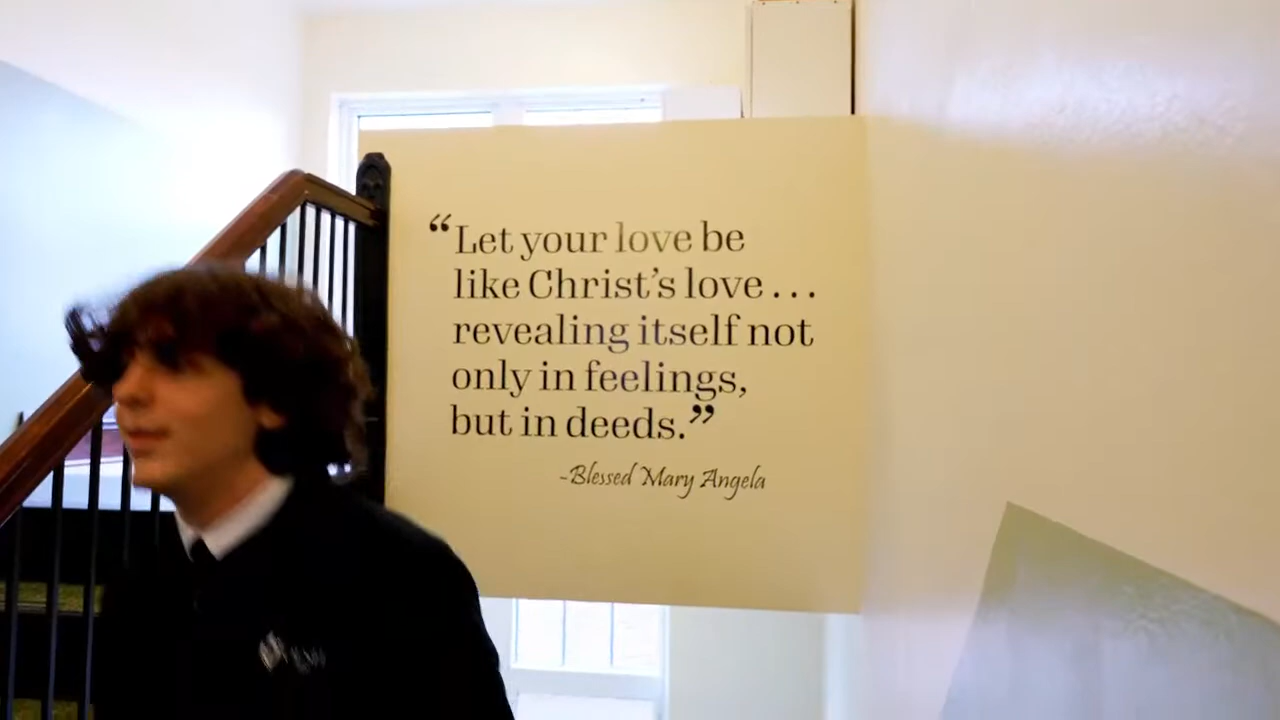 “Let your love be
like Christ’s love...
revealing itself not
only in feelings,
but in deeds.”
~Blessed Mary Angela